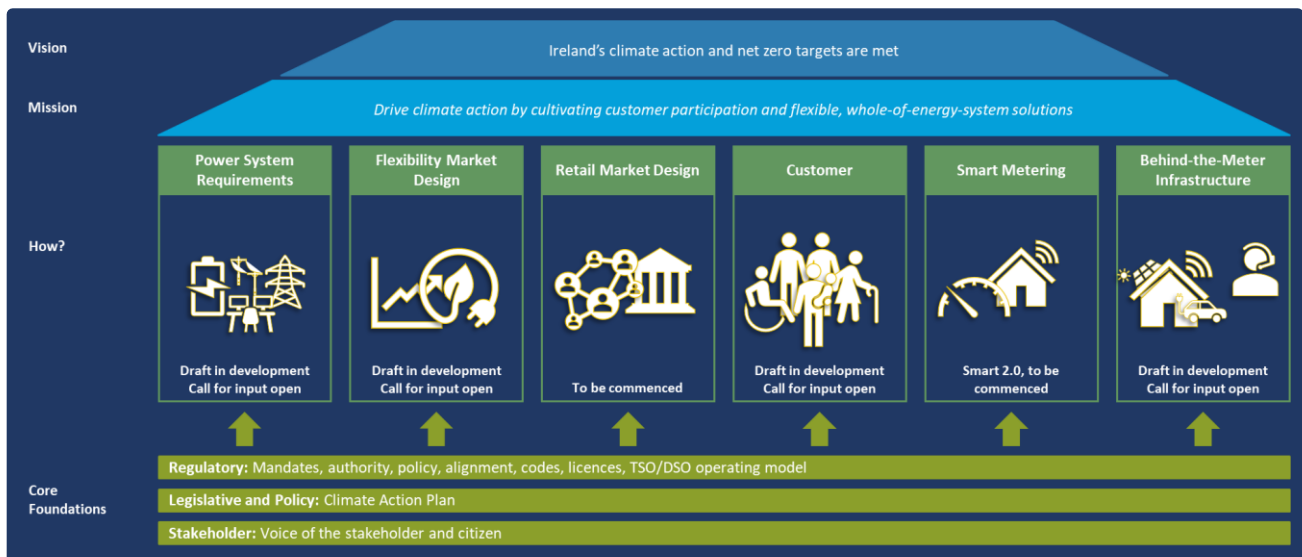 Vision
Ireland's climate action and net zero targets are met
Mission
Drive climate action by cultivating customer participation and flexible, whole-of-energy-system solutions
How?
Power System
Requirements
Draft in development
Call for input open
Flexibility Market
Design
Draft in development
Call for input open
Retail Market Design
To be commenced
Customer
Draft in development
Call for input open
Smart Metering
Smart 2.0, to be
commenced
Behind-the-Meter
Infrastructure
Draft in development
Call for input open
Core
Foundations
Regulatory: Mandates, authority, policy, alignment, codes, licences, TSO/DSO operating model
Legislative and Policy: Climate Action Plan
Stakeholder: Voice of the stakeholder and citizen